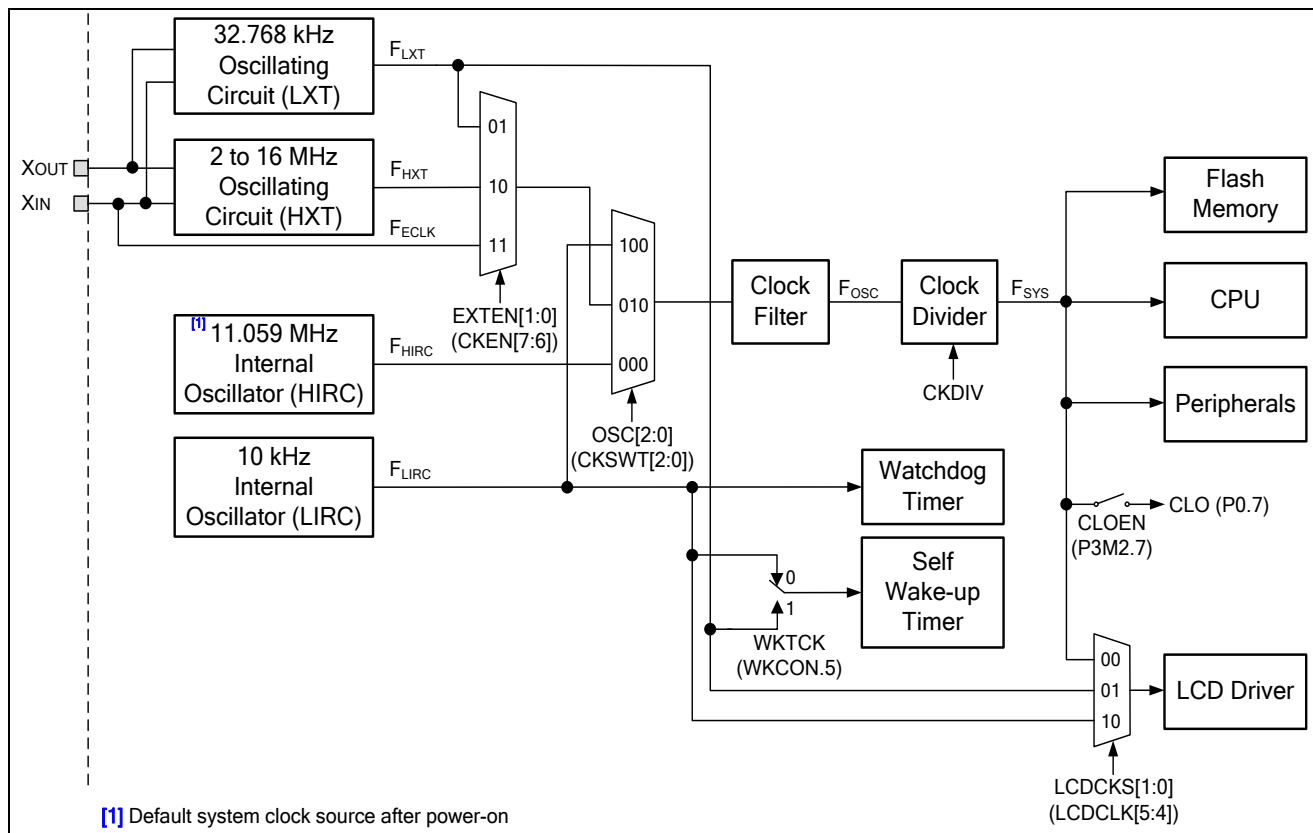 32.768 kHz
Oscillating
Circuit (LXT)
FLXT
01
XOUT
XIN
2 to 16 MHz
Oscillating
Circuit (HXT)
FHXT
10
FECLK
11
EXTEN[1:0]
(CKEN[7:6])
[1] 11.059 MHz
Internal
Oscillator (HIRC)
FHIRC
100
010
000
OSC[2:0]
(CKSWT[2:0])
10 kHz
Internal
Oscillator (LIRC)
FLIRC
Clock
Filter
FOSC
Clock
Divider
FSYS
CKDIV
Flash
Memory
CPU
Peripherals
CLO (P0.7)
CLOEN
(P3M2.7)
Watchdog
Timer
0
1
WKTCK
(WKCON.5)
Self
Wake-up
Timer
00
01
10
LCD Driver
LCDCKS[1:0]
(LCDCLK[5:4])
[1] Default system clock source after power-on